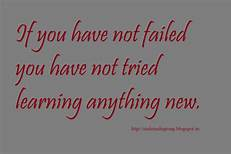 If you have not failed
you have not tried
learning anything new.